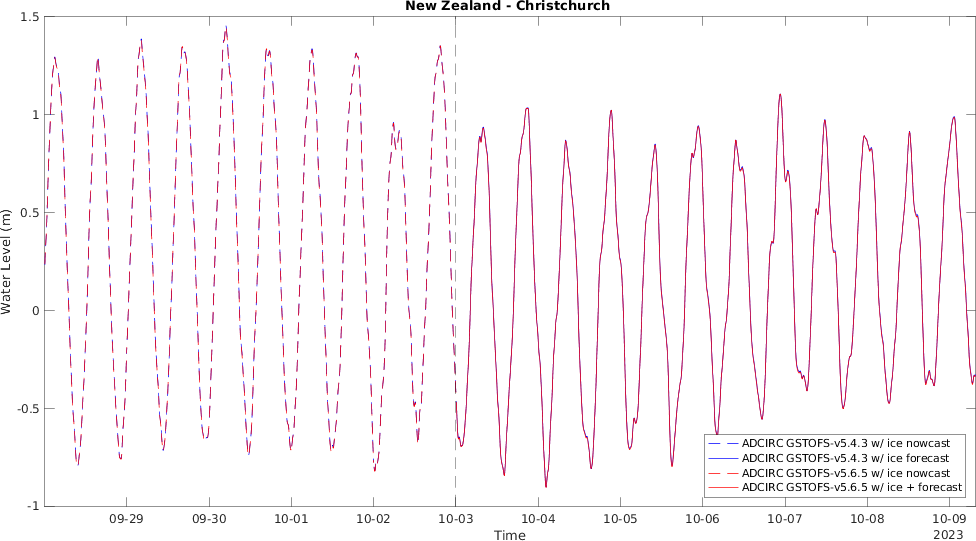 New Zealand - Christchurch
1.5
1
0.5
0
-0.5
-1
Water Level (m)
09-29 09-30 10-01 10-02 10-03 10-04 10-05 10-06 10-07 10-08 10-09
2023
Time
ADCIRC GSTOFS-v5.4.3 w/ ice nowcast
ADCIRC GSTOFS-v5.4.3 w/ ice forecast
ADCIRC GSTOFS-v5.6.5 w/ ice nowcast
ADCIRC GSTOFS-v5.6.5 w/ ice + forecast